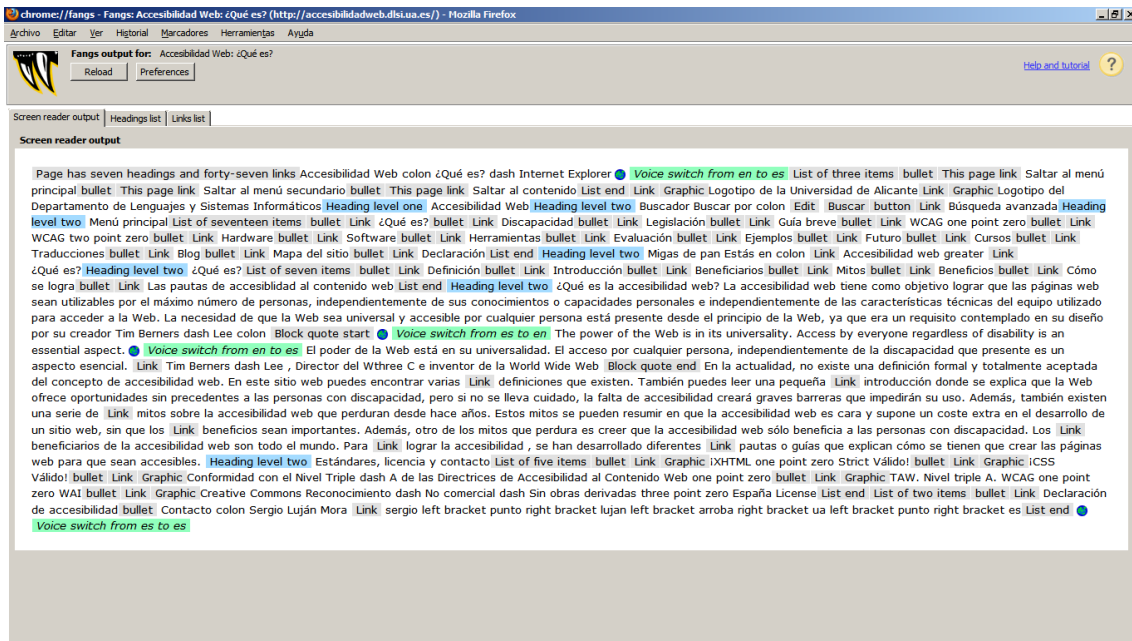 chrome://fangs - Fangs: Accesibilidad Web: ¿Qué es? (http://accesibilidadweb.dlsi.ua.es/) - Mozilla Firefox
Archivo Editar Ver Historial Marcadores Herramientas Ayuda
Fangs output for: Accesibilidad Web: ¿Qué es?
Reload Preferences
Help and tutorial ?
Screen reader output Headings list Links list
Screen reader output
Page has seven headings and forty-seven links Accesibilidad Web colon ¿Qué es? dash Internet Explorer Voice switch from en to es List of three items bullet This page link Saltar al menú
principal bullet This page link Saltar al menú secundario bullet This page link Saltar al contenido List end Link Graphic Logotipo de la Universidad de Alicante Link Graphic Logotipo del
Departamento de Lenguajes y Sistemas Informáticos Heading level one Accesibilidad Web Heading level two Buscador Buscar por colon Edit Buscar button Link Búsqueda avanzada Heading
level two Menú principal List of seventeen items bullet Link ¿Qué es? bullet Link Discapacidad bullet Link Legislación bullet Link Guía breve bullet Link WCAG one point zero bullet Link
WCAG two point zero bullet Link Hardware bullet Link Software bullet Link Herramientas bullet Link Evaluación bullet Link Ejemplos bullet Link Futuro bullet Link Cursos bullet Link
Traducciones bullet Link Blog bullet Link Mapa del sitio bullet Link Declaración List end Heading level two Migas de pan Estás en colon Link Accesibilidad web greater Link
¿Qué es? Heading level two ¿Qué es? List of seven items bullet Link Definición bullet Link Introducción bullet Link Beneficiarios bullet Link Mitos bullet Link Beneficios bullet Link Cómo
se logra bullet Link Las pautas de accesiblidad al contenido web List end Heading level two ¿Qué es la accesibilidad web? La accesibilidad web tiene como objetivo lograr que las páginas web
sean utilizables por el máximo número de personas, independientemente de sus conocimientos o capacidades personales e independientemente de las características técnicas del equipo utilizado
para acceder a la Web. La necesidad de que la Web sea universal y accesible por cualquier persona está presente desde el principio de la Web, ya que era un requisito contemplado en su diseño
por su creador Tim Berners dash Lee colon Block quote start Voice switch from es to en The power of the Web is in its universality. Access by everyone regardless of disability is an
essential aspect. Voice switch from en to es El poder de la Web está en su universalidad. El acceso por cualquier persona, independientemente de la discapacidad que presente es un
aspecto esencial. Link Tim Berners dash Lee , Director del Wthree C e inventor de la World Wide Web Block quote end En la actualidad, no existe una definición formal y totalmente aceptada
del concepto de accesibilidad web. En este sitio web puedes encontrar varias Link definiciones que existen. También puedes leer una pequeña Link introducción donde se explica que la Web
ofrece oportunidades sin precedentes a las personas con discapacidad, pero si no se lleva cuidado, la falta de accesibilidad creará graves barreras que impedirán su uso. Además, también existen
una serie de Link mitos sobre la accesibilidad web que perduran desde hace años. Estos mitos se pueden resumir en que la accesibilidad web es cara y supone un coste extra en el desarrollo de
un sitio web, sin que los Link beneficios sean importantes. Además, otro de los mitos que perdura es creer que la accesibilidad web sólo beneficia a las personas con discapacidad. Los Link
beneficiarios de la accesibilidad web son todo el mundo. Para Link lograr la accesibilidad , se han desarrollado diferentes Link pautas o guías que explican cómo se tienen que crear las páginas
web para que sean accesibles. Heading level two Estándares, licencia y contacto List of five items bullet Link Graphic ¡XHTML one point zero Strict Válido! bullet Link Graphic ¡CSS
Válido! bullet Link Graphic Conformidad con el Nivel Triple dash A de las Directrices de Accesibilidad al Contenido Web one point zero bullet Link Graphic TAW. Nivel triple A. WCAG one point
zero WAI bullet Link Graphic Creative Commons Reconocimiento dash No comercial dash Sin obras derivadas three point zero España License List end List of two items bullet Link Declaración
de accesibilidad bullet Contacto colon Sergio Luján Mora Link sergio left bracket punto right bracket lujan left bracket arroba right bracket ua left bracket punto right bracket es List end
Voice switch from es to es